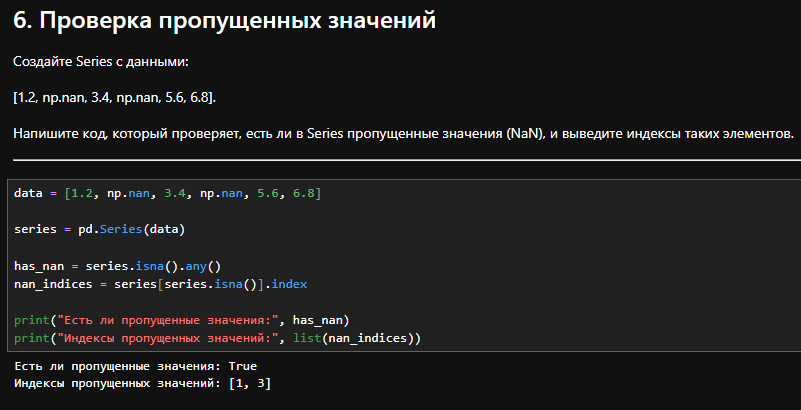 6. Проверка пропущенных значений
Создайте Series с данными:
[1.2, np.nan, 3.4, np.nan, 5.6, 6.8].
Напишите код, который проверяет, есть ли в Series пропущенные значения (NaN), и выведите индексы таких элементов.
data = [1.2, np.nan, 3.4, np.nan, 5.6, 6.8]
series = pd.Series(data)
has_nan = series.isna().any()
nan_indices = series[series.isna()].index
print("Есть ли пропущенные значения:", has_nan)
print("Индексы пропущенных значений:", list(nan_indices))
Есть ли пропущенные значения: True
Индексы пропущенных значений: [1, 3]